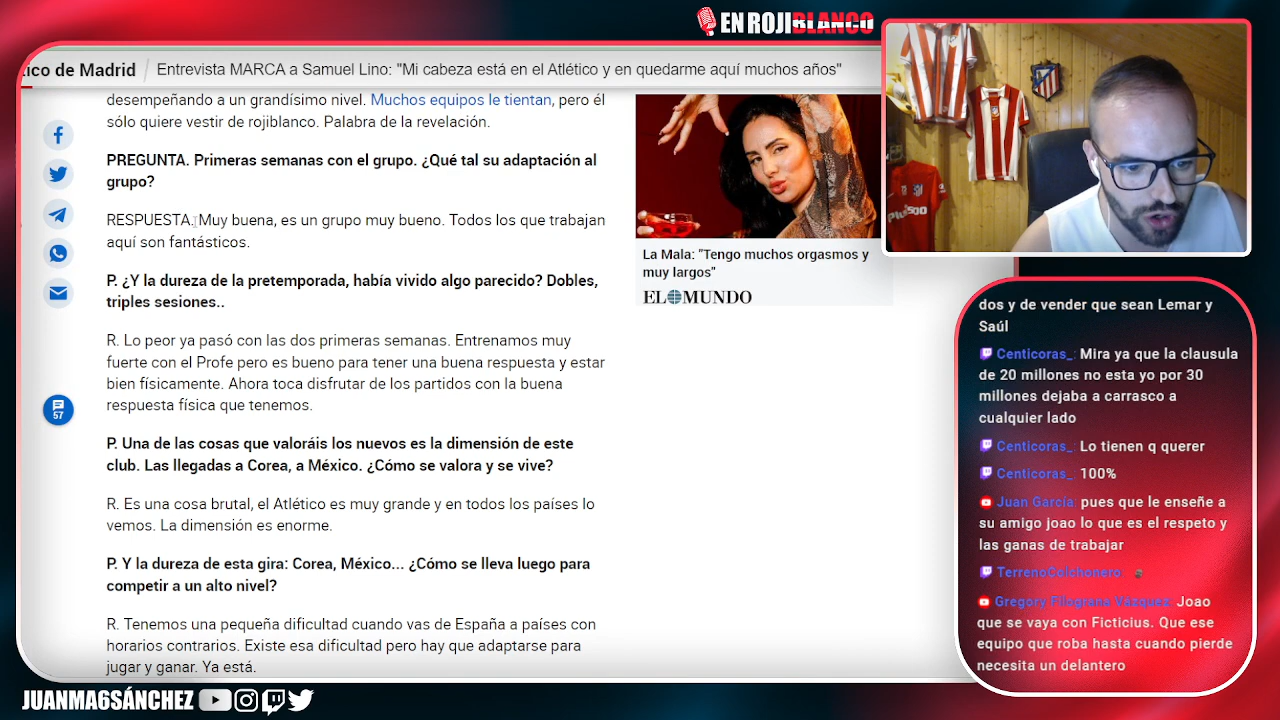 EN ROJIBLANCO
ico de Madrid
Entrevista MARCA a Samuel Lino: "Mi cabeza está en el Atlético y en quedarme aquí muchos años"
desempeñando a un grandísimo nivel. Muchos equipos le tientan, pero él
sólo quiere vestir de rojiblanco. Palabra de la revelación.
PREGUNTA. Primeras semanas con el grupo. ¿Qué tal su adaptación al
grupo?
RESPUESTA. Muy buena, es un grupo muy bueno. Todos los que trabajan
aquí son fantásticos.
P. ¿Y la dureza de la pretemporada, había vivido algo parecido? Dobles,
triples sesiones..
R. Lo peor ya pasó con las dos primeras semanas. Entrenamos muy
fuerte con el Profe pero es bueno para tener una buena respuesta y estar
bien físicamente. Ahora toca disfrutar de los partidos con la buena
respuesta física que tenemos.
57
P. Una de las cosas que valoráis los nuevos es la dimensión de este
club. Las llegadas a Corea, a México. ¿Cómo se valora y se vive?
R. Es una cosa brutal, el Atlético es muy grande y en todos los países lo
vemos. La dimensión es enorme.
P. Y la dureza de esta gira: Corea, México... ¿Cómo se lleva luego para
competir a un alto nivel?
R. Tenemos una pequeña dificultad cuando vas de España a países con
horarios contrarios. Existe esa dificultad pero hay que adaptarse para
jugar y ganar. Ya está.
La Mala: "Tengo muchos orgasmos y
muy largos"
EL MUNDO
dos y de vender que sean Lemar y
Saúl
Centicoras_: Mira ya que la clausula
de 20 millones no esta yo por 30
millones dejaba a carrasco a
cualquier lado
Centicoras_: Lo tienen q querer
Centicoras_: 100%
Juan García: pues que le enseñe a
su amigo joao lo que es el respeto y
las ganas de trabajar
TerrenoColchonero
Gregory Filograna Vazquez: Joao
que se vaya con Ficticius. Que ese
equipo que roba hasta cuando pierde
necesita un delantero
JUANMA6SÁNCHEZ